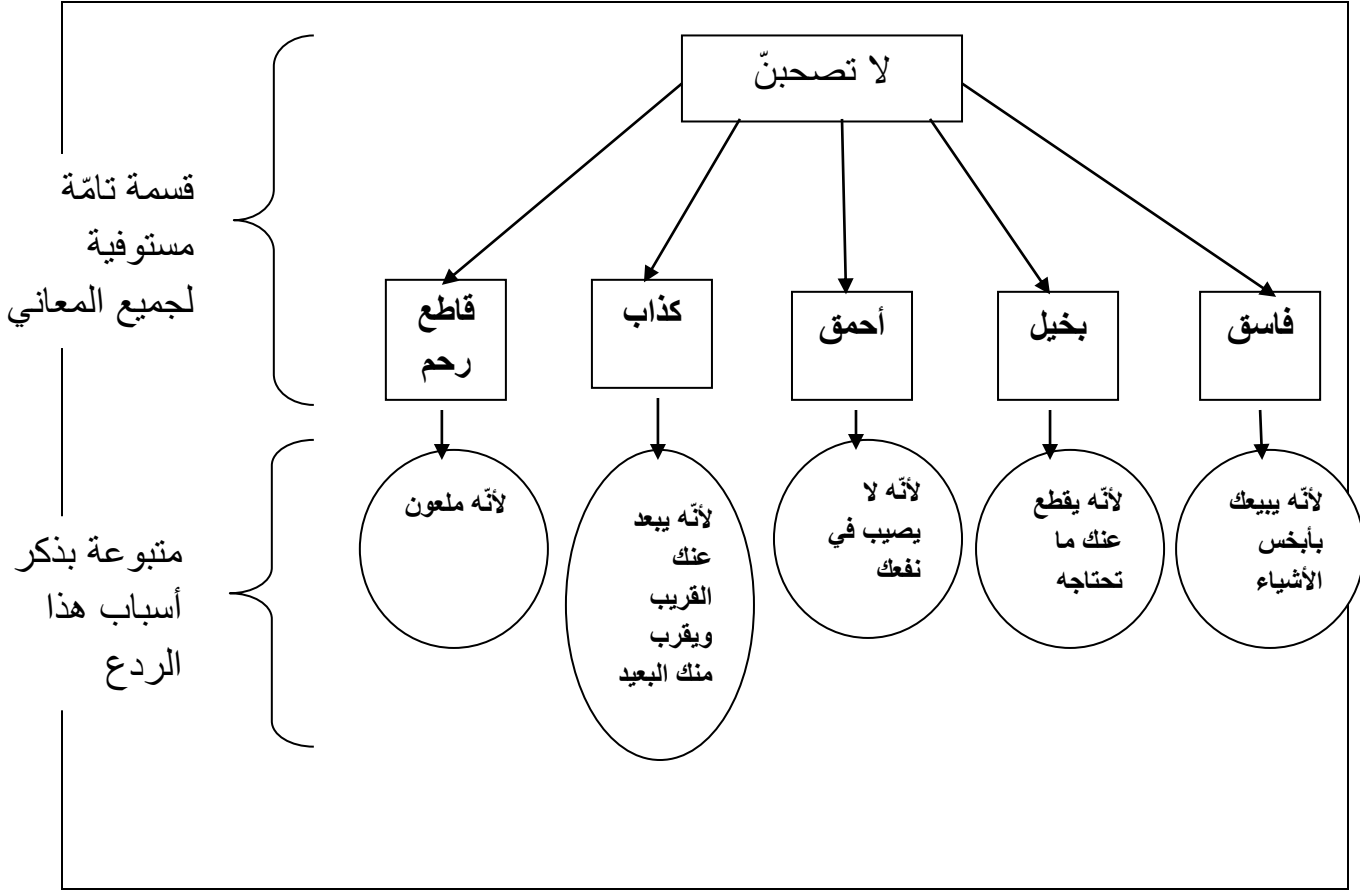 لا تصحبنّ
قسمة تامّة
مستوفية
لجميع المعاني
فاسق
بخيل
أحمق
كذاب
قاطع
رحم
لأنّه يبيعك
بأبخس
الأشياء
لأنّه يقطع
عنك ما
تحتاجه
لأنّه لا
يصيب في
نفعك
لأنّه يبعد
عنك
القريب
ويقرب
منك البعيد
لأنّه ملعون
متبوعة بذكر
أسباب هذا
الردع